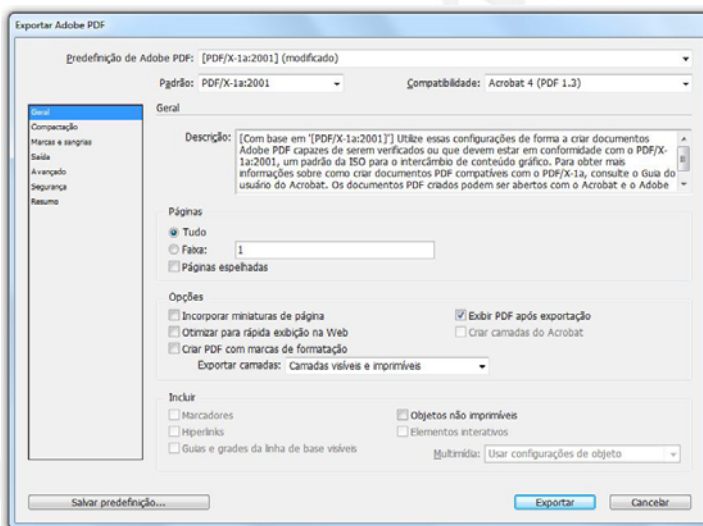 Exportar Adobe PDF
Predefinição de Adobe PDF: [PDF/X-1a:2001] (modificado)
Padrão: PDF/X-1a:2001 Compatibilidade: Acrobat 4 (PDF 1.3)
Geral
Compactação
Marcas e sangrias
Saída
Avançado
Segurança
Resumo
Geral
Descrição: [Com base em '[PDF/X-1a:2001]'] Utilize essas configurações de forma a criar documentos
Adobe PDF capazes de serem verificados ou que devem estar em conformidade com o PDF/X-
1a:2001, um padrão da ISO para o intercâmbio de conteúdo gráfico. Para obter mais
informações sobre como criar documentos PDF compatíveis com o PDF/X-1a, consulte o Guia do
usuário do Acrobat. Os documentos PDF criados podem ser abertos com o Acrobat e o Adobe
Páginas
Tudo
Faixa: 1
Páginas espelhadas
Opções
Incorporar miniaturas de página Exibir PDF após exportação
Otimizar para rápida exibição na Web Criar camadas do Acrobat
Criar PDF com marcas de formatação
Exportar camadas: Camadas visíveis e imprimíveis
Incluir
Marcadores Objetos não imprimíveis
Hiperlinks Elementos interativos
Guias e grades da linha de base visíveis
Multimídia: Usar configurações de objeto
Salvar predefinição... Exportar Cancelar